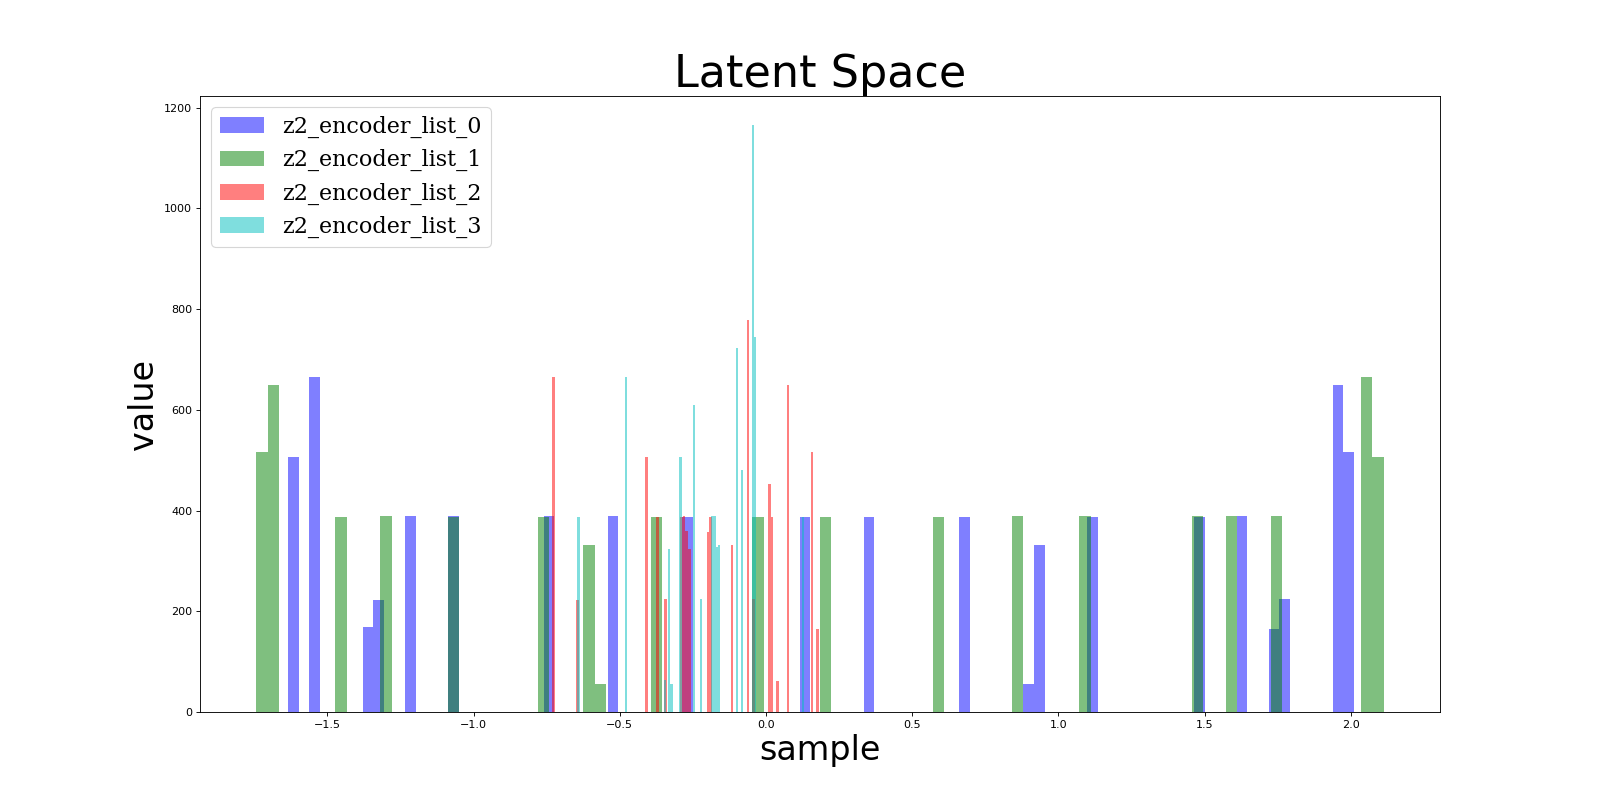 Latent Space
1200
1000
800
600
400
200
0
value
z2_encoder_list_0
z2_encoder_list_1
z2_encoder_list_2
z2_encoder_list_3
−1.5 −1.0 −0.5 0.0 0.5 1.0 1.5 2.0
sample